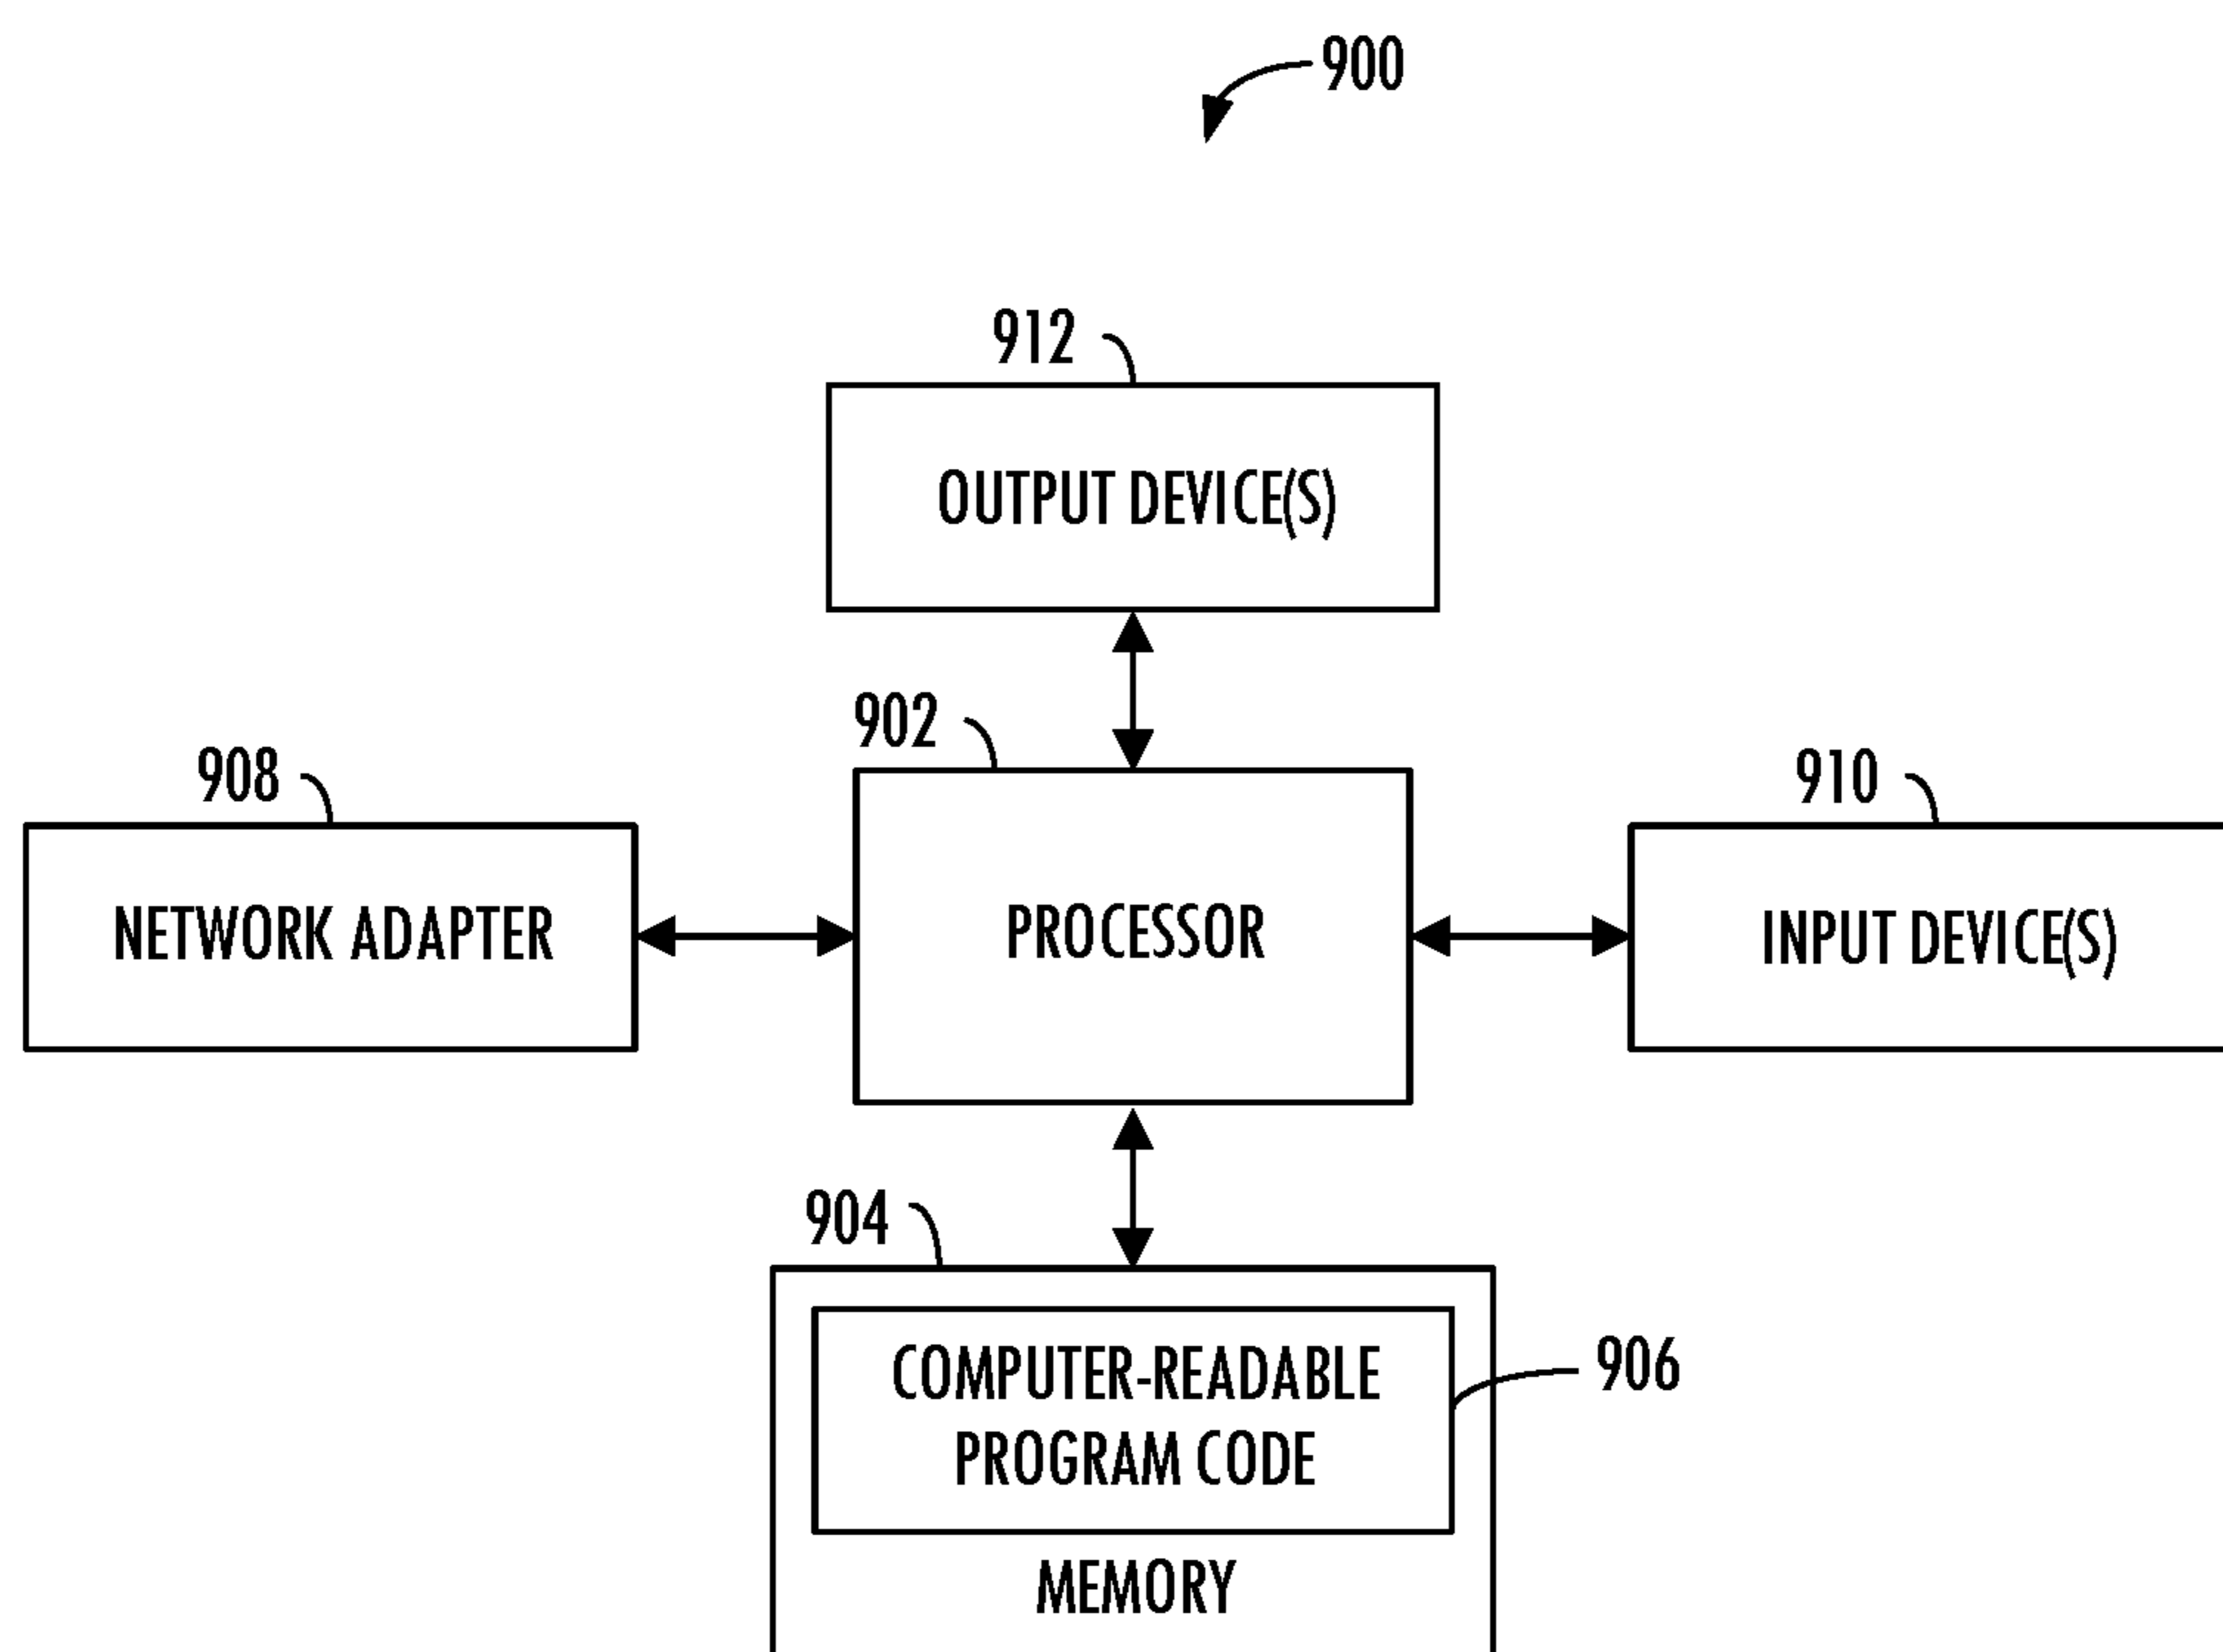 900
912
OUTPUT DEVICE(S)
902
908
910
NETWORK ADAPTER
PROCESSOR
INPUT DEVICE(S)
904
COMPUTER-READABLE
PROGRAM CODE
906
MEMORY